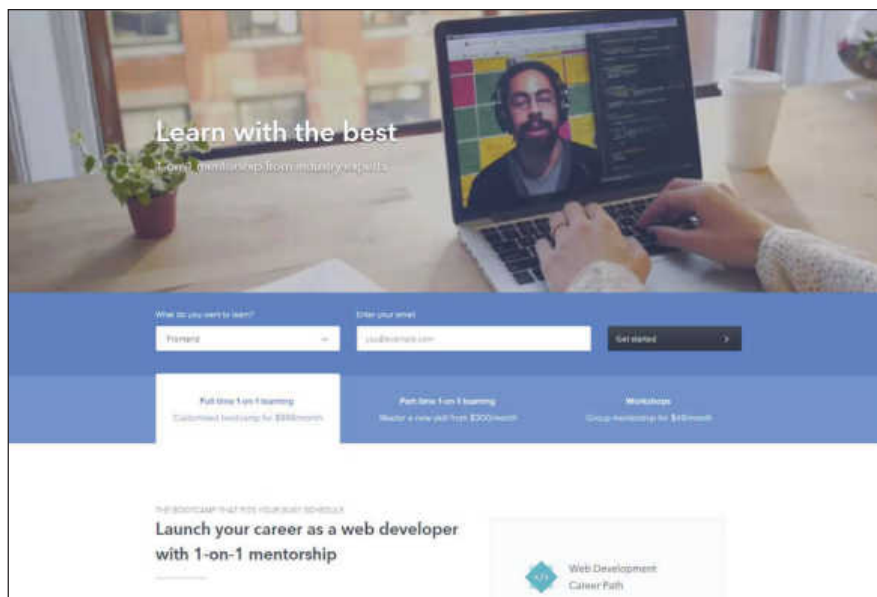 Learn with the best
1-on-1 mentorship from industry experts
What do you want to learn?
Enter your email
Frontend
you@example.com
Get started
Full time 1-on-1 learning
Customised bootcamp for
Part time 1-on-1 learning
Master a new skill from $300/month
Workshops
Group mentorship for $49/month
THE BOOTCAMP THAT FITS YOUR BUSY SCHEDULE
Launch your career as a web developer
with 1-on-1 mentorship
</>
Web Development
Career Path